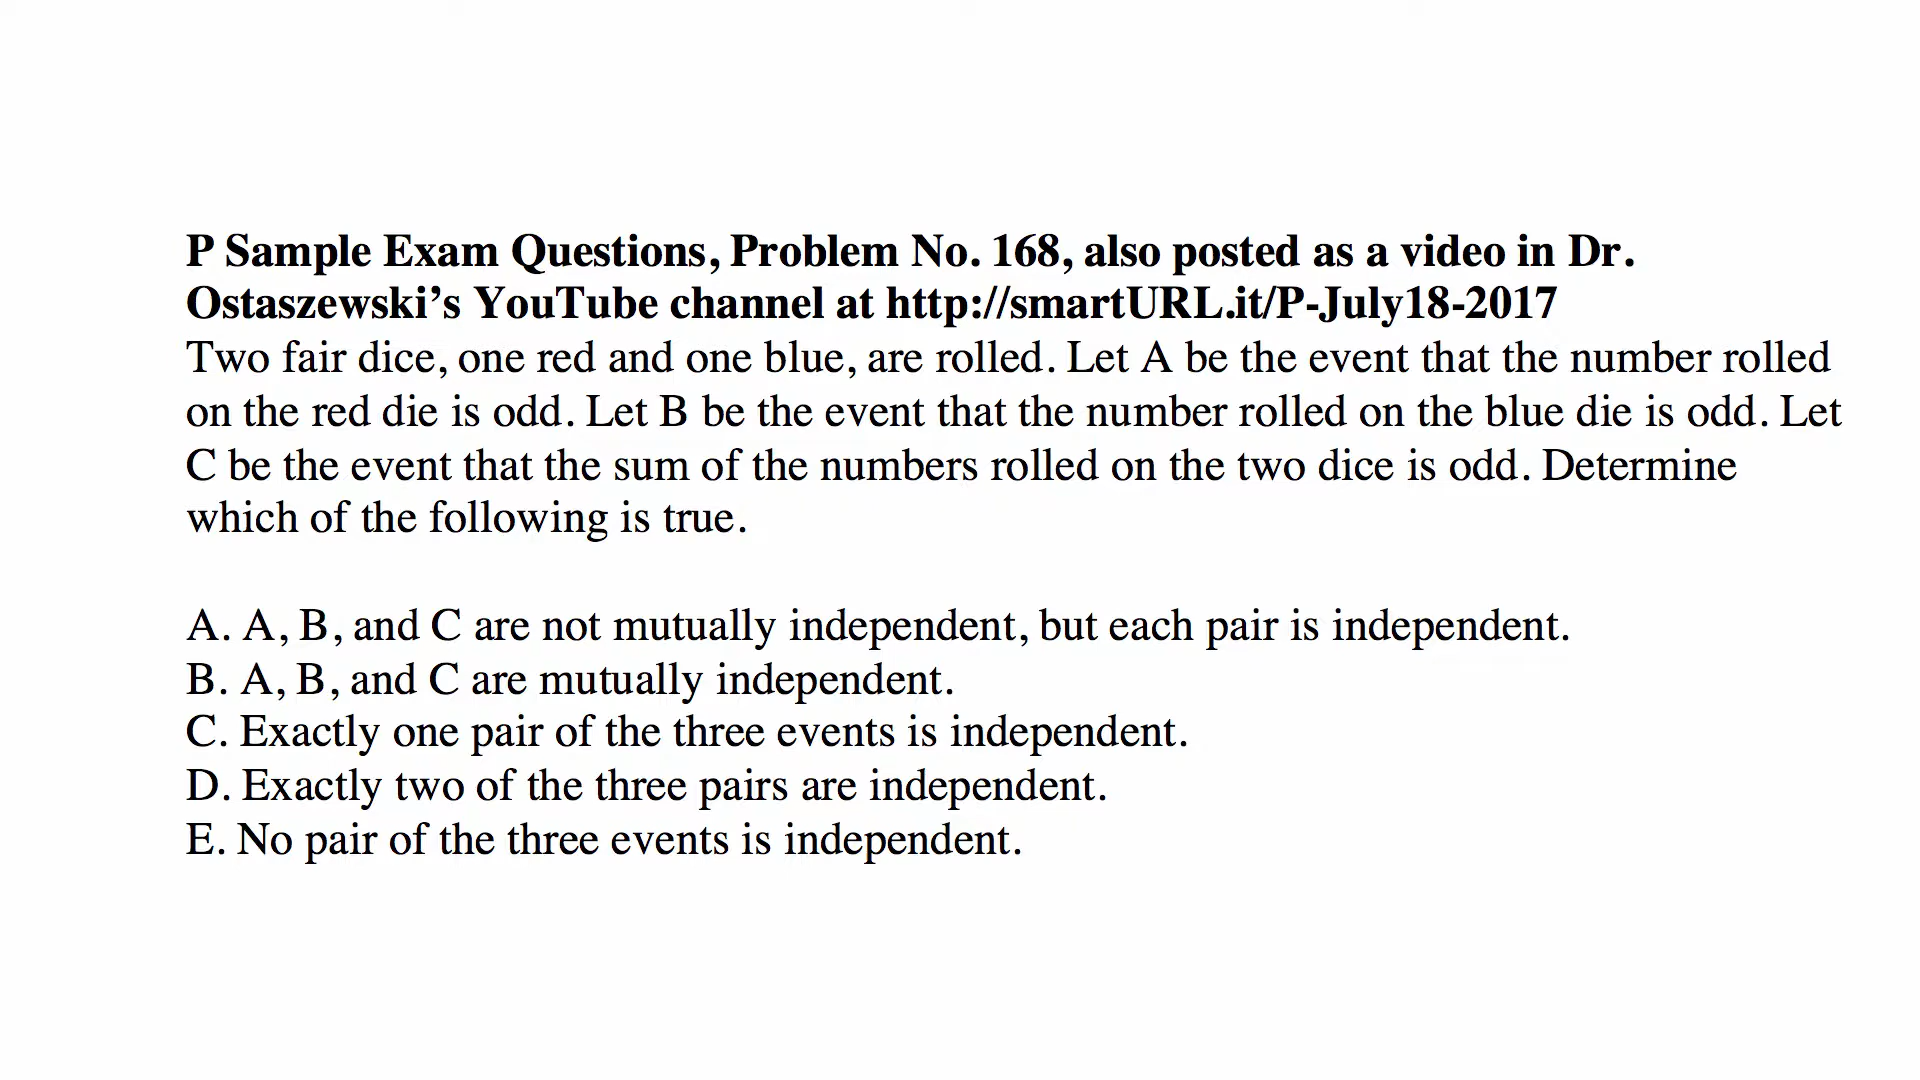 P Sample Exam Questions, Problem No. 168, also posted as a video in Dr.
Ostaszewski’s YouTube channel at http://smartURL.it/P-July18-2017
Two fair dice, one red and one blue, are rolled. Let A be the event that the number rolled
on the red die is odd. Let B be the event that the number rolled on the blue die is odd. Let
C be the event that the sum of the numbers rolled on the two dice is odd. Determine
which of the following is true.
A. A, B, and C are not mutually independent, but each pair is independent.
B. A, B, and C are mutually independent.
C. Exactly one pair of the three events is independent.
D. Exactly two of the three pairs are independent.
E. No pair of the three events is independent.